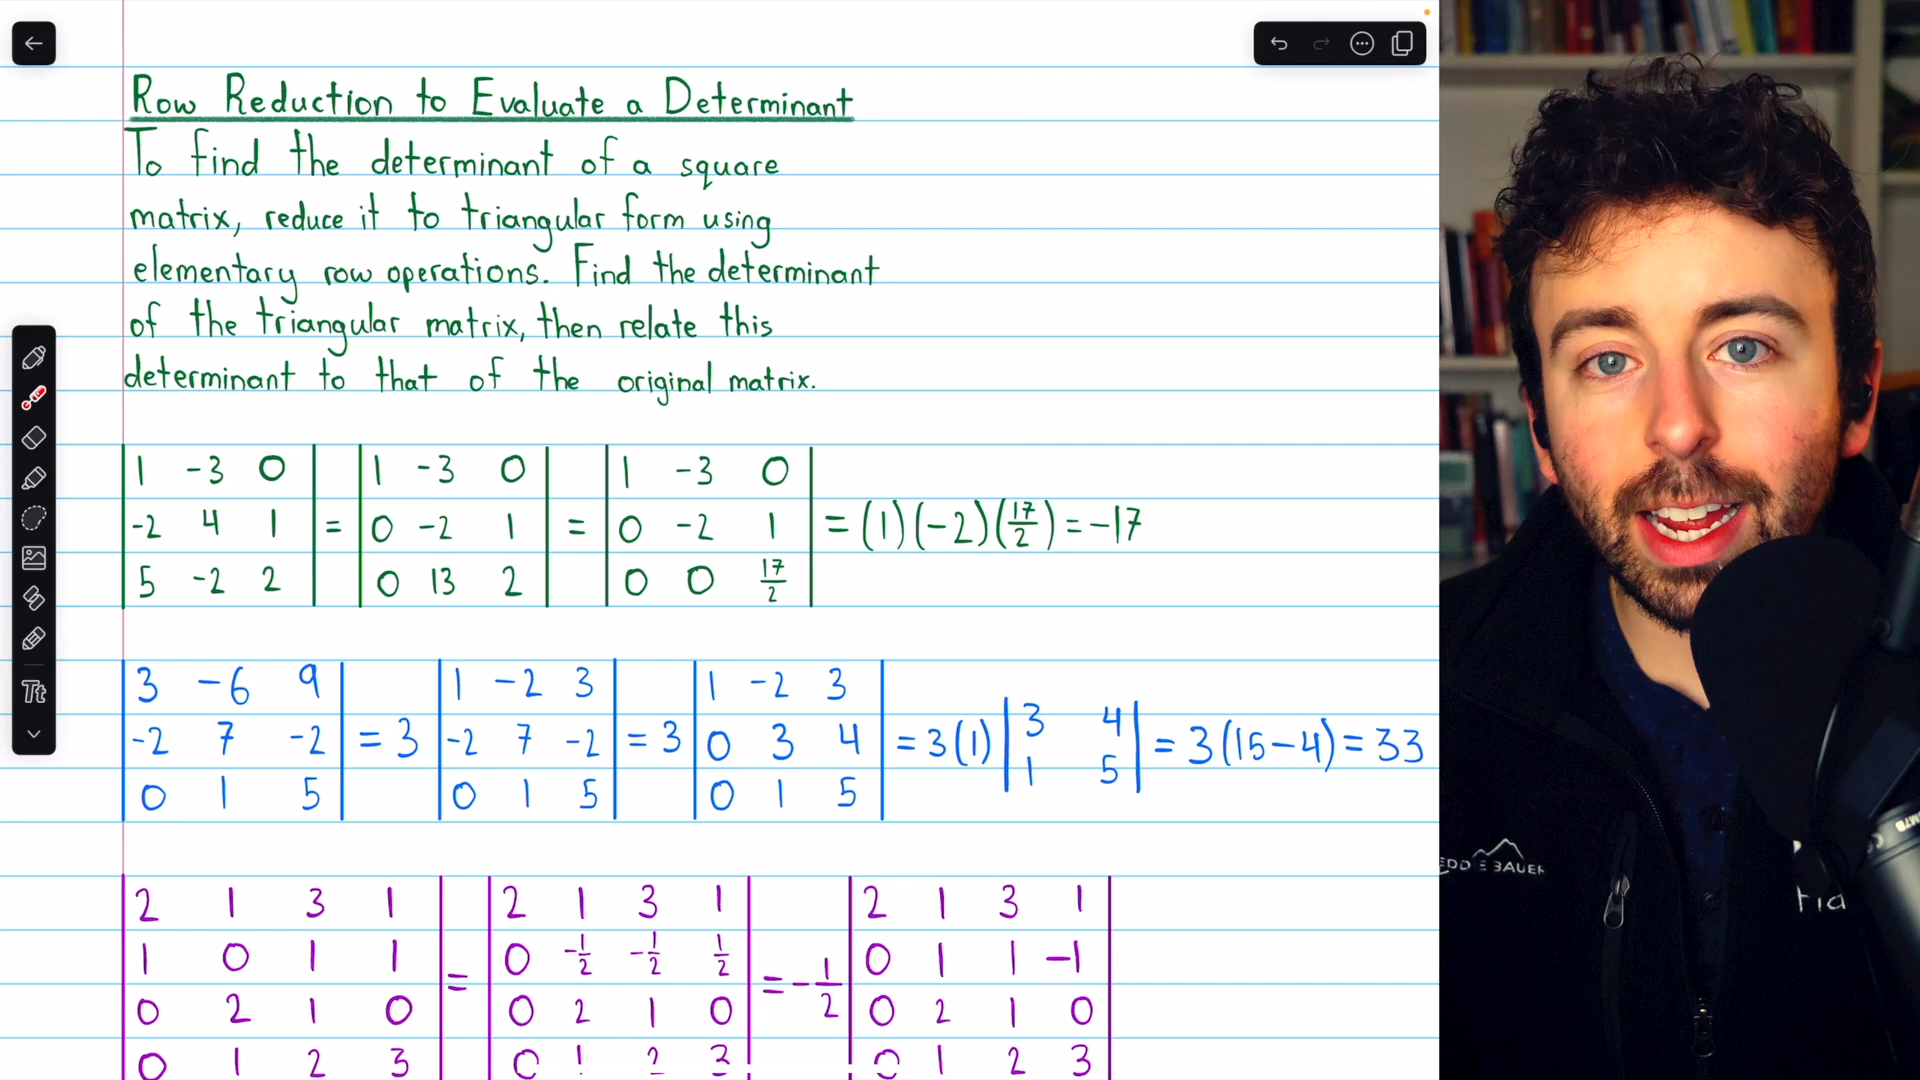 Row Reduction to Evaluate a Determinant
To find the determinant of a square
matrix, reduce it to triangular form using
elementary row operations. Find the determinant
of the triangular matrix, then relate this
determinant to that of the original matrix.
|1 -3 0| = |1 -3 0| = |1 -3 0|
|-2 4 1| = |0 -2 1| = |0 -2 1| = (1)(-2)(17/2) = -17
|5 -2 2| |0 13 2| |0 0 17/2|
|3 -6 9| |1 -2 3| |1 -2 3| |3 4|
|-2 7 -2| = 3 |-2 7 -2| = 3 |0 3 4| = 3(1) |1 5| = 3(15-4) = 33
|0 1 5| |0 1 5| |0 1 5|
|2 1 3 1| |2 1 3 1| |2 1 3 1|
|1 0 1 1| = |0 -1/2 -1/2 1/2| = -1/2 |0 1 1 -1|
|0 2 1 0| |0 2 1 0| |0 2 1 0|
|0 1 2 3| |0 1 2 3| |0 1 2 3|
Tt
EDDIE BAUER